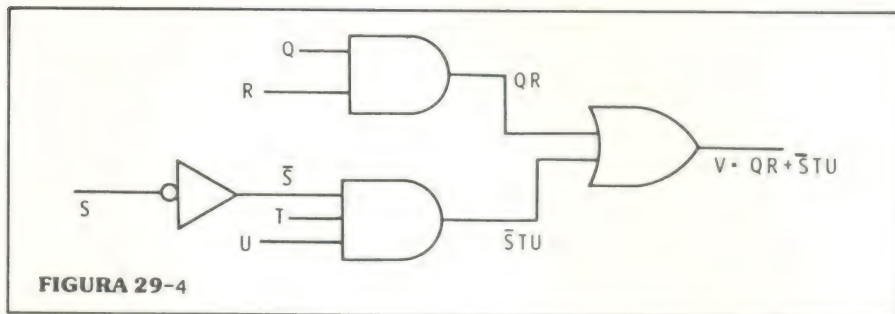 Q
QR
R
V· QR+S̅TU
S̅
S
T
U
S̅TU
FIGURA 29-4